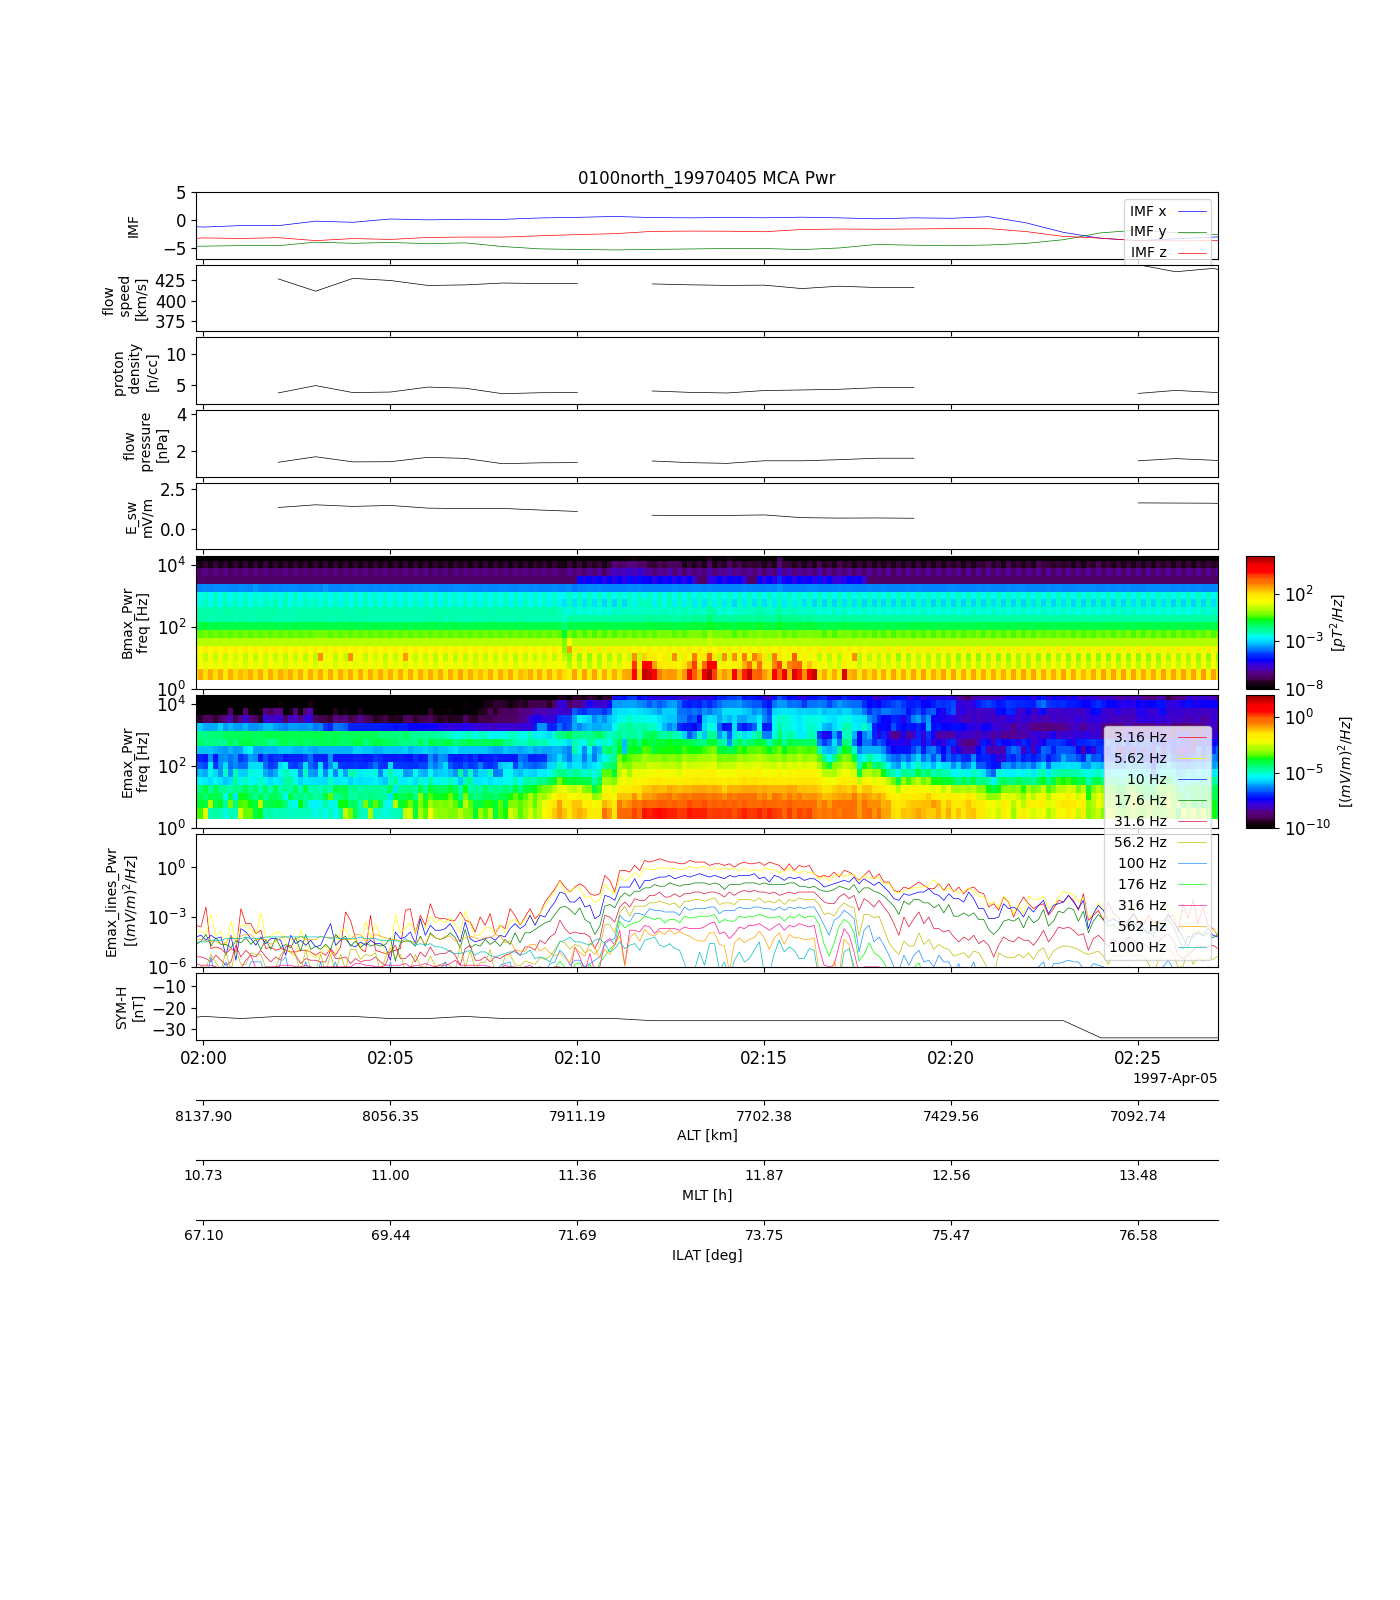 0100north_19970405 MCA Pwr
5
0
−5
IMF
IMF x
IMF y
IMF z
425
400
375
flow
speed
[km/s]
10
5
proton
density
[n/cc]
4
2
flow
pressure
[nPa]
2.5
0.0
E_sw
mV/m
10^4
10^2
10^0
Bmax_Pwr
freq [Hz]
10^2
10^−3
10^−8
[pT^2/Hz]
10^4
10^2
10^0
Emax_Pwr
freq [Hz]
10^0
10^−5
10^−10
[(mV/m)^2/Hz]
3.16 Hz
5.62 Hz
10 Hz
17.6 Hz
31.6 Hz
56.2 Hz
100 Hz
176 Hz
316 Hz
562 Hz
1000 Hz
10^0
10^−3
10^−6
Emax_lines_Pwr
[(mV/m)^2/Hz]
−10
−20
−30
SYM-H
[nT]
02:00 02:05 02:10 02:15 02:20 02:25
1997-Apr-05
8137.90 8056.35 7911.19 7702.38 7429.56 7092.74
ALT [km]
10.73 11.00 11.36 11.87 12.56 13.48
MLT [h]
67.10 69.44 71.69 73.75 75.47 76.58
ILAT [deg]